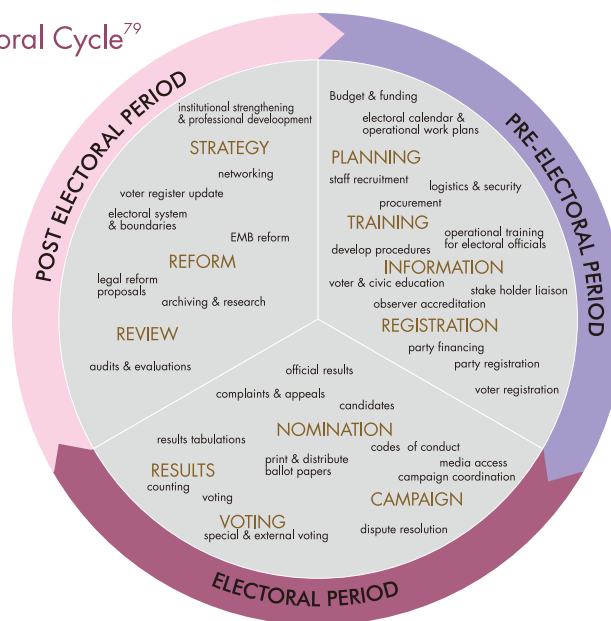 oral Cycle79
POST ELECTORAL PERIOD
PRE-ELECTORAL PERIOD
ELECTORAL PERIOD
institutional strengthening
& professional development
STRATEGY
networking
voter register update
electoral system
& boundaries
EMB reform
REFORM
legal reform
proposals
archiving & research
REVIEW
audits & evaluations
Budget & funding
electoral calendar &
operational work plans
PLANNING
staff recruitment
logistics & security
procurement
TRAINING
operational training
for electoral officials
develop procedures
INFORMATION
voter & civic education
stake holder liaison
observer accreditation
REGISTRATION
party financing
party registration
voter registration
official results
complaints & appeals
candidates
NOMINATION
results tabulations
codes of conduct
print & distribute
ballot papers
media access
campaign coordination
RESULTS
counting
voting
CAMPAIGN
VOTING
special & external voting
dispute resolution